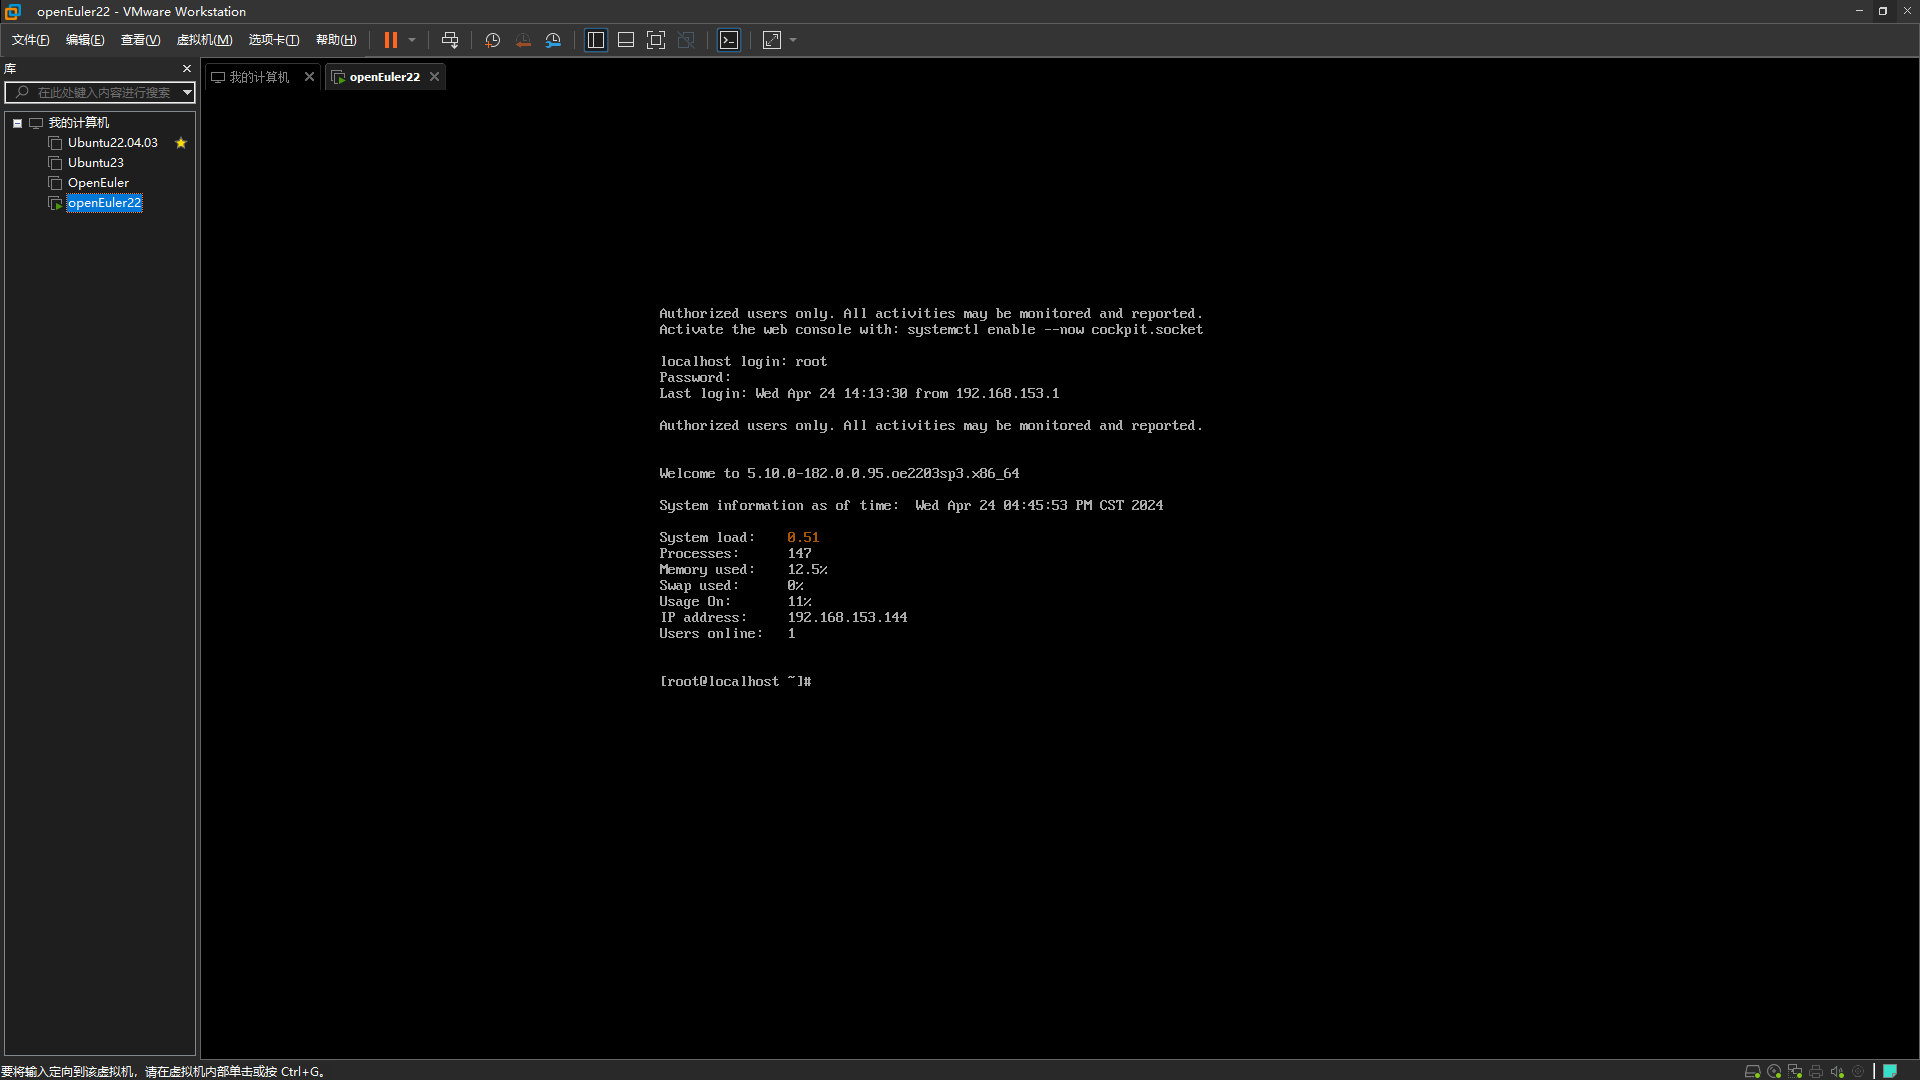 openEuler22 - VMware Workstation
文件(F) 编辑(E) 查看(V) 虚拟机(M) 选项卡(T) 帮助(H)
库
在此处键入内容进行搜索
我的计算机
Ubuntu22.04.03
Ubuntu23
OpenEuler
openEuler22
我的计算机 openEuler22
Authorized users only. All activities may be monitored and reported.
Activate the web console with: systemctl enable --now cockpit.socket
localhost login: root
Password:
Last login: Wed Apr 24 14:13:30 from 192.168.153.1
Authorized users only. All activities may be monitored and reported.
Welcome to 5.10.0-182.0.0.95.oe2203sp3.x86_64
System information as of time:  Wed Apr 24 04:45:53 PM CST 2024
System load:    0.51
Processes:      147
Memory used:    12.5%
Swap used:      0%
Usage On:       11%
IP address:     192.168.153.144
Users online:   1
[root@localhost ~]#
要将输入定向到该虚拟机，请在虚拟机内部单击或按 Ctrl+G。